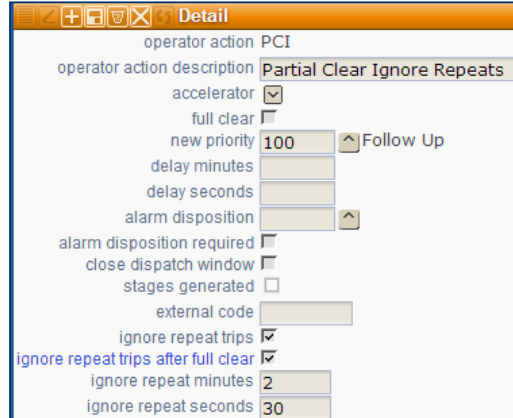 Detail
operator action PCI
operator action description Partial Clear Ignore Repeats
accelerator
full clear
new priority 100 Follow Up
delay minutes
delay seconds
alarm disposition
alarm disposition required
close dispatch window
stages generated
external code
ignore repeat trips
ignore repeat trips after full clear
ignore repeat minutes 2
ignore repeat seconds 30